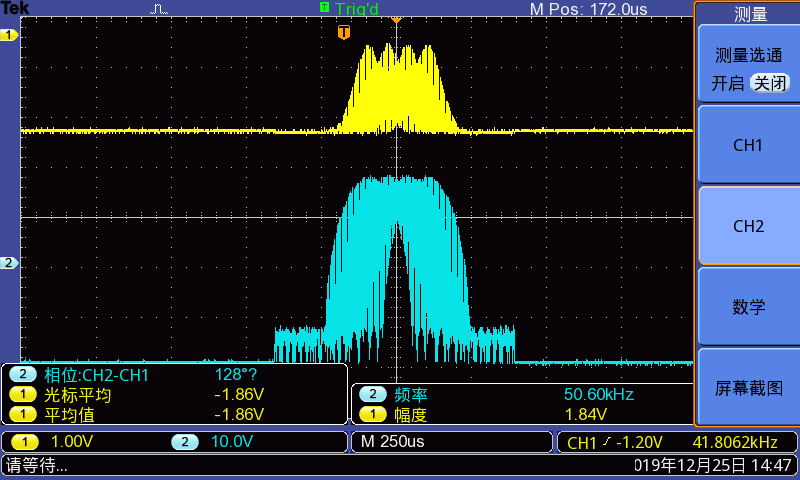 Tek T Trig'd M Pos: 172.0us 测量
T
1
测量选通
开启 关闭
CH1
CH2
2
数学
2 相位:CH2-CH1 128°?
1 光标平均 -1.86V
1 平均值 -1.86V
2 频率 50.60kHz
1 幅度 1.84V
屏幕截图
1 1.00V 2 10.0V M 250us CH1 -1.20V 41.8062kHz
请等待... 019年12月25日 14:47